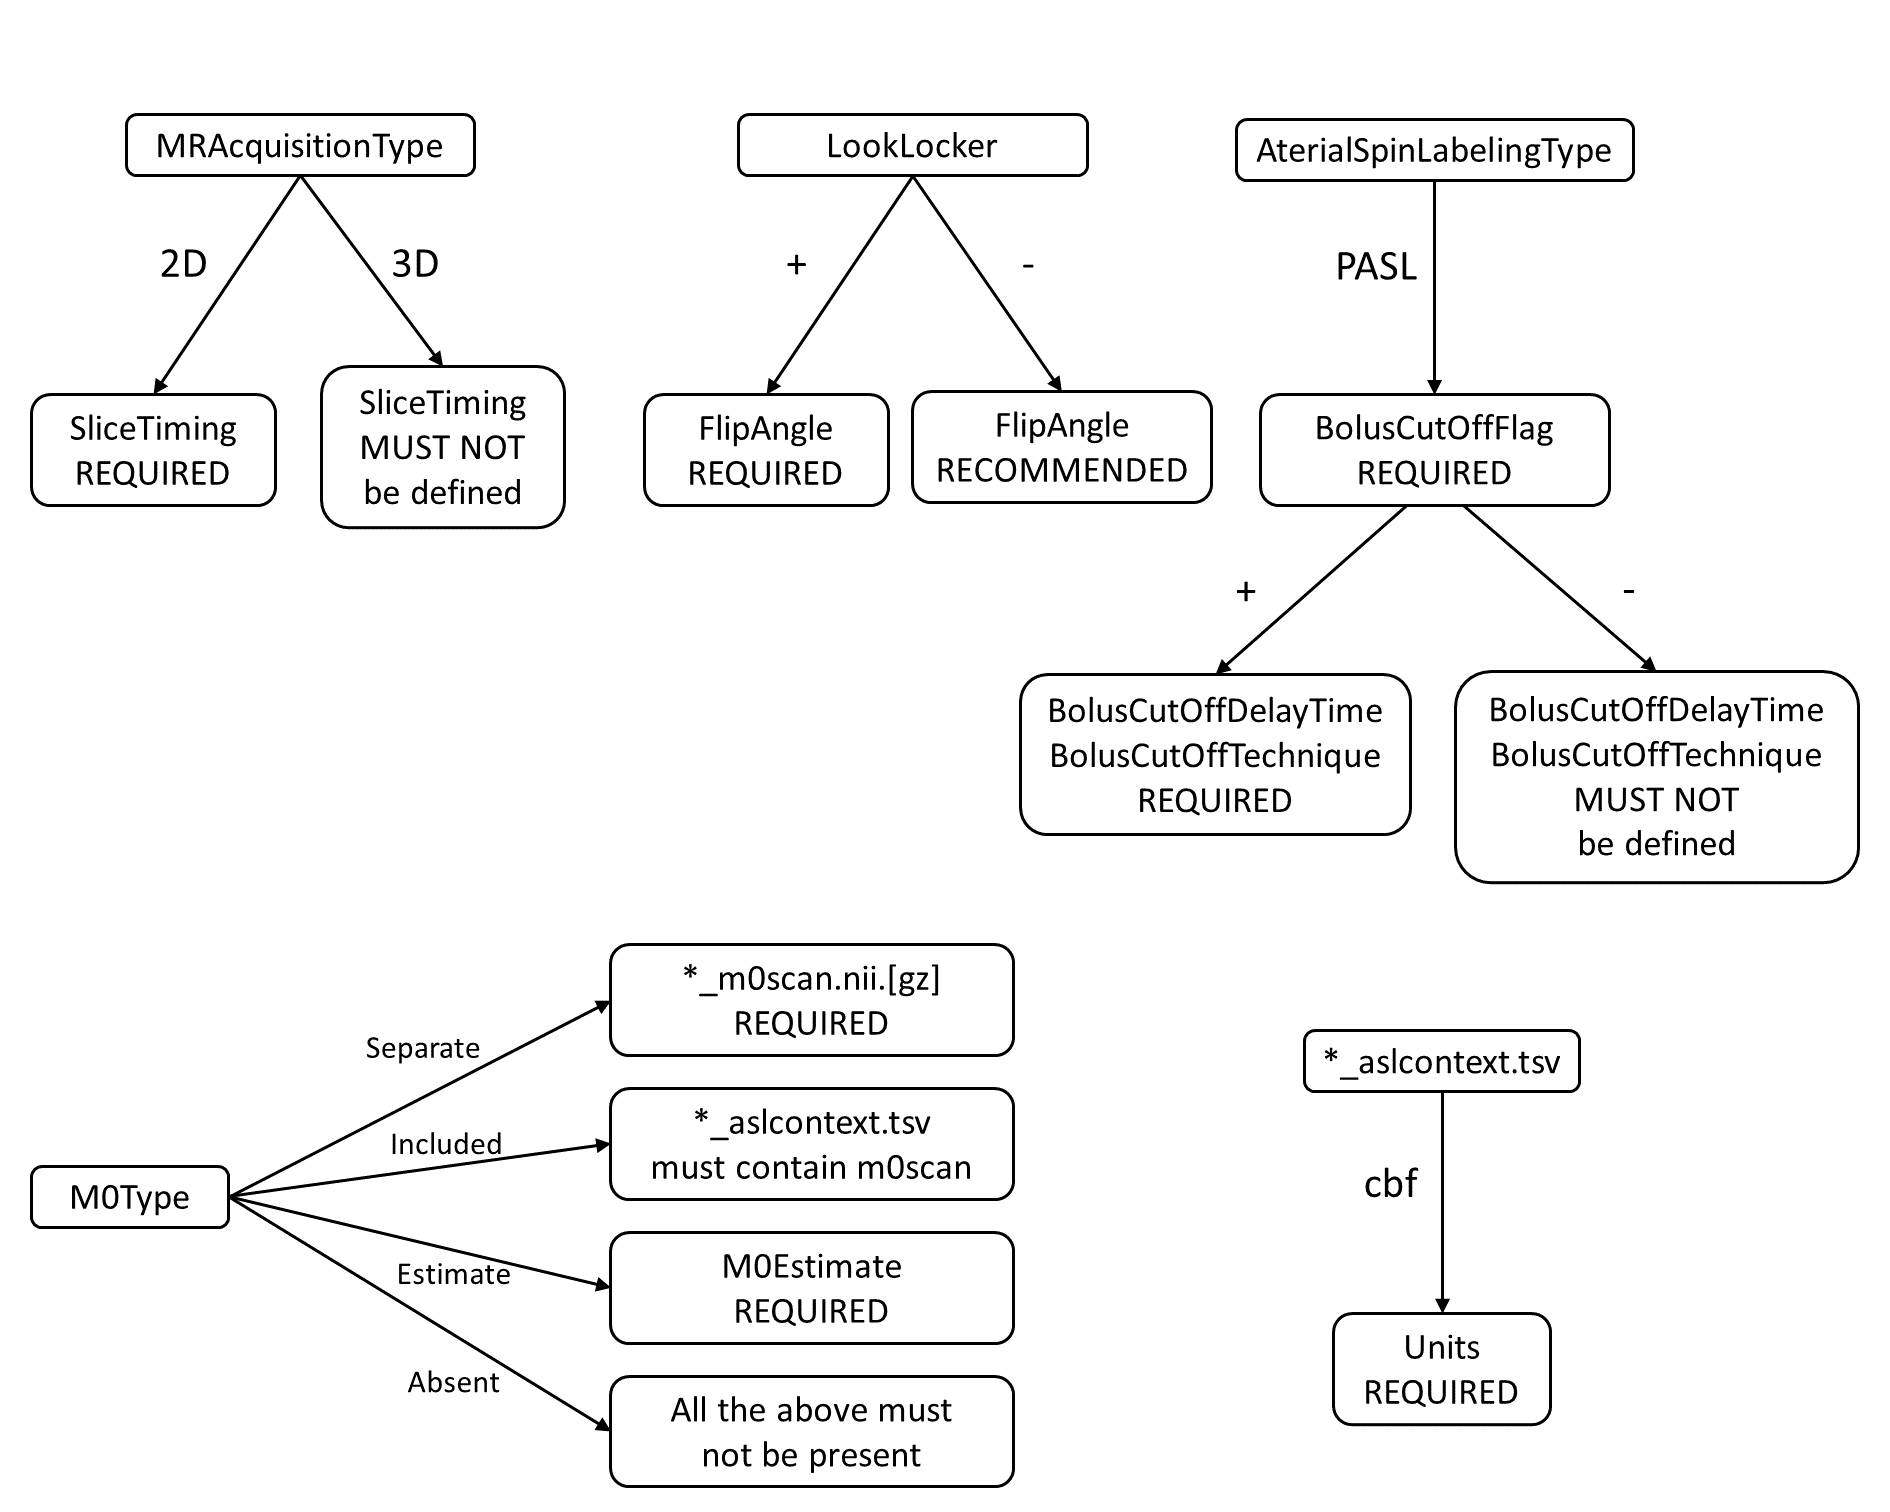 MRAcquisitionType
2D
3D
SliceTiming
REQUIRED
SliceTiming
MUST NOT
be defined
LookLocker
+
-
FlipAngle
REQUIRED
FlipAngle
RECOMMENDED
AterialSpinLabelingType
PASL
BolusCutOffFlag
REQUIRED
+
-
BolusCutOffDelayTime
BolusCutOffTechnique
REQUIRED
BolusCutOffDelayTime
BolusCutOffTechnique
MUST NOT
be defined
M0Type
Separate
*_m0scan.nii.[gz]
REQUIRED
Included
*_aslcontext.tsv
must contain m0scan
Estimate
M0Estimate
REQUIRED
Absent
All the above must
not be present
*_aslcontext.tsv
cbf
Units
REQUIRED